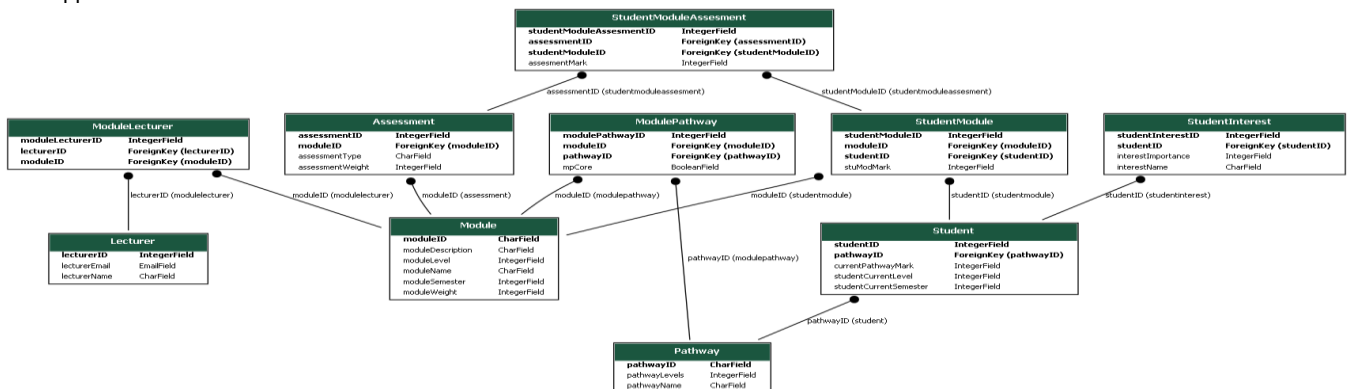 StudentModuleAssesment
studentModuleAssesmentID IntegerField
assessmentID ForeignKey (assessmentID)
studentModuleID ForeignKey (studentModuleID)
assesmentMark IntegerField
assessmentID (studentmoduleassesment)
studentModuleID (studentmoduleassesment)
ModuleLecturer
moduleLecturerID IntegerField
lecturerID ForeignKey (lecturerID)
moduleID ForeignKey (moduleID)
Assessment
assessmentID IntegerField
moduleID ForeignKey (moduleID)
assessmentType CharField
assessmentWeight IntegerField
ModulePathway
modulePathwayID IntegerField
moduleID ForeignKey (moduleID)
pathwayID ForeignKey (pathwayID)
mpCore BooleanField
StudentModule
studentModuleID IntegerField
moduleID ForeignKey (moduleID)
studentID ForeignKey (studentID)
stuModMark IntegerField
StudentInterest
studentInterestID IntegerField
studentID ForeignKey (studentID)
interestImportance IntegerField
interestName CharField
lecturerID (modulelecturer)
moduleID (modulelecturer)
moduleID (assessment)
moduleID (modulepathway)
moduleID (studentmodule)
studentID (studentmodule)
studentID (studentinterest)
Lecturer
lecturerID IntegerField
lecturerEmail EmailField
lecturerName CharField
Module
moduleID CharField
moduleDescription CharField
moduleLevel IntegerField
moduleName CharField
moduleSemester IntegerField
moduleWeight IntegerField
pathwayID (modulepathway)
Student
studentID IntegerField
pathwayID ForeignKey (pathwayID)
currentPathwayMark IntegerField
studentCurrentLevel IntegerField
studentCurrentSemester IntegerField
pathwayID (student)
Pathway
pathwayID CharField
pathwayLevels IntegerField
pathwayName CharField